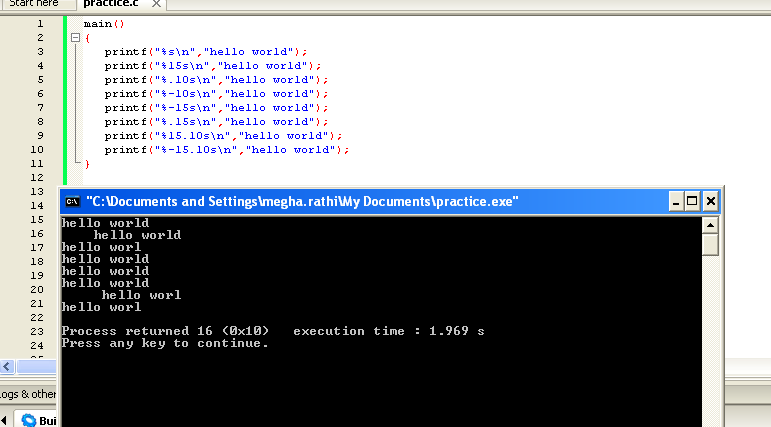 Start here practice.c
1 main()
2 {
3 printf("%s\n","hello world");
4 printf("%15s\n","hello world");
5 printf("%.10s\n","hello world");
6 printf("%-10s\n","hello world");
7 printf("%-15s\n","hello world");
8 printf("%.15s\n","hello world");
9 printf("%15.10s\n","hello world");
10 printf("%-15.10s\n","hello world");
11 }
12
13
14
15
16
17
18
19
20
21
22
23
24
25
"C:\Documents and Settings\megha.rathi\My Documents\practice.exe"
hello world
    hello world
hello worl
hello world
hello world
hello world
     hello worl
hello worl
Process returned 16 (0x10)   execution time : 1.969 s
Press any key to continue.
Logs & other
Bui